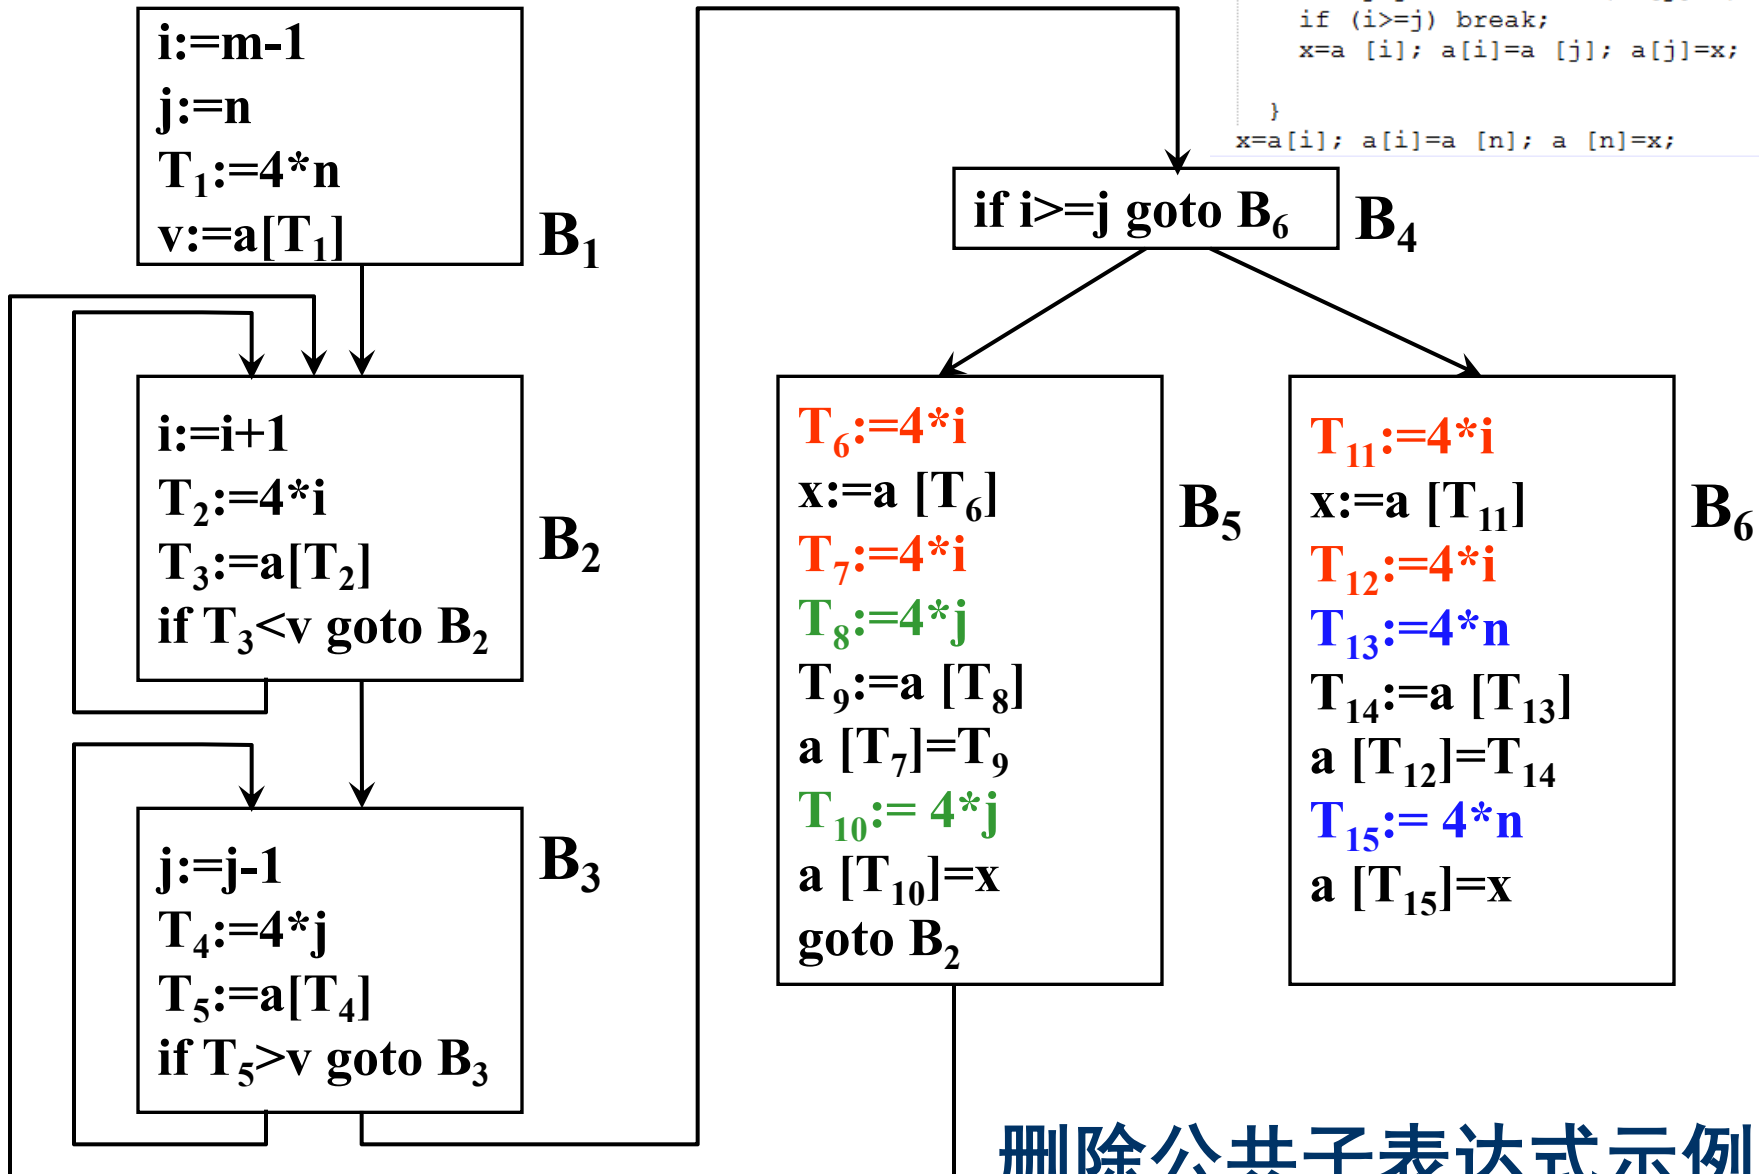 i:=m-1
j:=n
T₁:=4*n
v:=a[T₁]
B₁
i:=i+1
T₂:=4*i
T₃:=a[T₂]
if T₃<v goto B₂
B₂
j:=j-1
T₄:=4*j
T₅:=a[T₄]
if T₅>v goto B₃
B₃
if (i>=j) break;
x=a [i]; a[i]=a [j]; a[j]=x;
}
x=a[i]; a[i]=a [n]; a [n]=x;
if i>=j goto B₆
B₄
T₆:=4*i
x:=a [T₆]
T₇:=4*i
T₈:=4*j
T₉:=a [T₈]
a [T₇]=T₉
T₁₀:= 4*j
a [T₁₀]=x
goto B₂
B₅
T₁₁:=4*i
x:=a [T₁₁]
T₁₂:=4*i
T₁₃:=4*n
T₁₄:=a [T₁₃]
a [T₁₂]=T₁₄
T₁₅:= 4*n
a [T₁₅]=x
B₆
删除公共子表达式示例